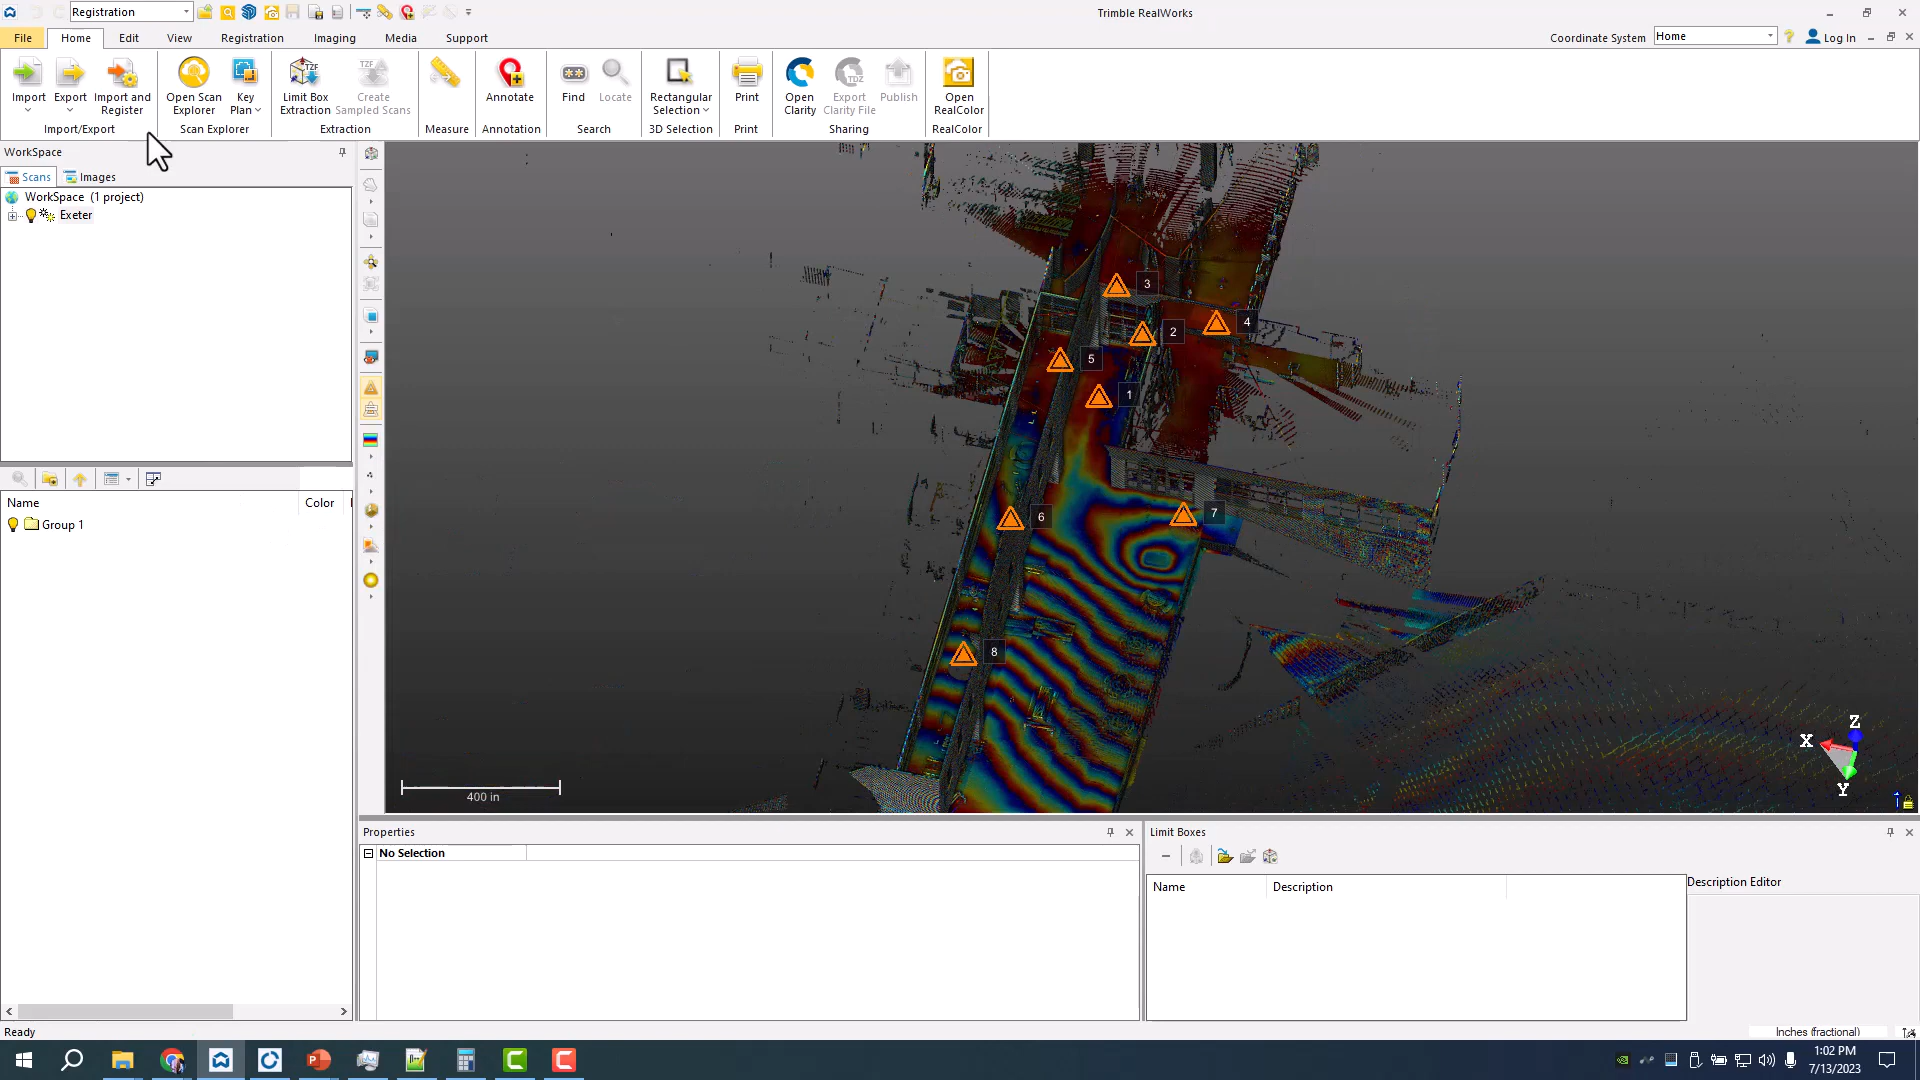 Registration
Trimble RealWorks
File Home Edit View Registration Imaging Media Support
Coordinate System Home Log In
Import Export Import and Register
Open Scan Explorer Key Plan
Limit Box Extraction Create Sampled Scans
Annotate
Find Locate
Rectangular Selection
Print
Open Clarity Export Clarity File Publish
Open RealColor
Import/Export Scan Explorer Extraction Measure Annotation Search 3D Selection Print Sharing RealColor
WorkSpace
Scans Images
WorkSpace (1 project)
Exeter
Name Color
Group 1
3
4
2
5
1
7
6
8
Z
X
Y
400 in
Properties
No Selection
Limit Boxes
Name Description
Description Editor
Ready
Inches (fractional)
1:02 PM
7/13/2023